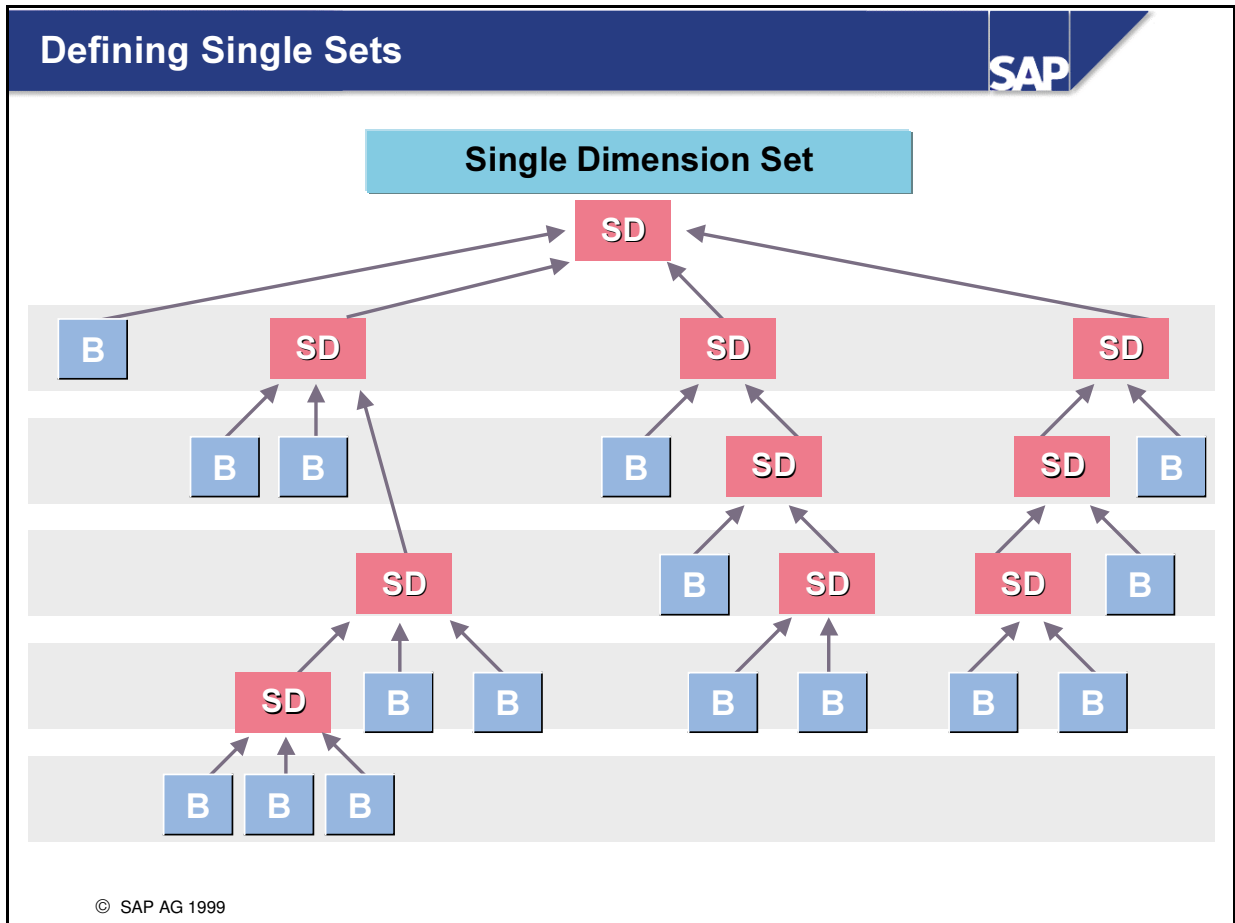 Defining Single Sets
SAP
Single Dimension Set
SD
B SD SD SD
B B B SD SD B
SD B SD SD B
SD B B B B B B
B B B
© SAP AG 1999